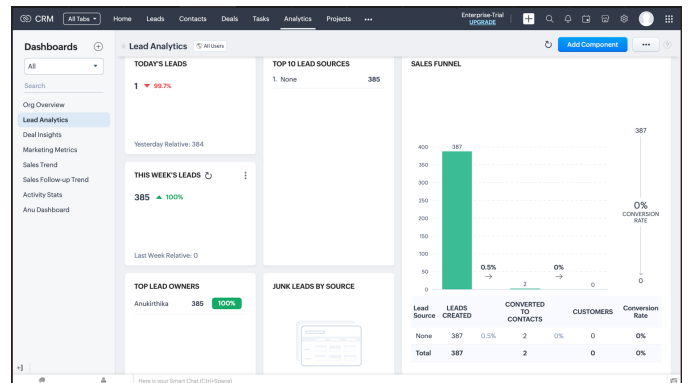 CRM
All Tabs
Home
Leads
Contacts
Deals
Tasks
Analytics
Projects
•••
Enterprise-Trial
UPGRADE
Dashboards
All
Search
Org Overview
Lead Analytics
Deal Insights
Marketing Metrics
Sales Trend
Sales Follow-up Trend
Activity Stats
Anu Dashboard
Lead Analytics
All Users
Add Component
•••
?
TODAY'S LEADS
1 ▼ 99.7%
Yesterday Relative: 384
THIS WEEK'S LEADS
385 ▲ 100%
Last Week Relative: 0
TOP LEAD OWNERS
Anukirthika 385 100%
TOP 10 LEAD SOURCES
1. None 385
JUNK LEADS BY SOURCE
SALES FUNNEL
400
350
300
250
200
150
100
50
0
387
0.5%
→
2
0%
→
0
387
0%
CONVERSION
RATE
0
Lead Source LEADS CREATED CONVERTED TO CONTACTS CUSTOMERS Conversion Rate
None 387 0.5% 2 0% 0 0%
Total 387 2 0 0%
Here is your Smart Chat (Ctrl+Space)